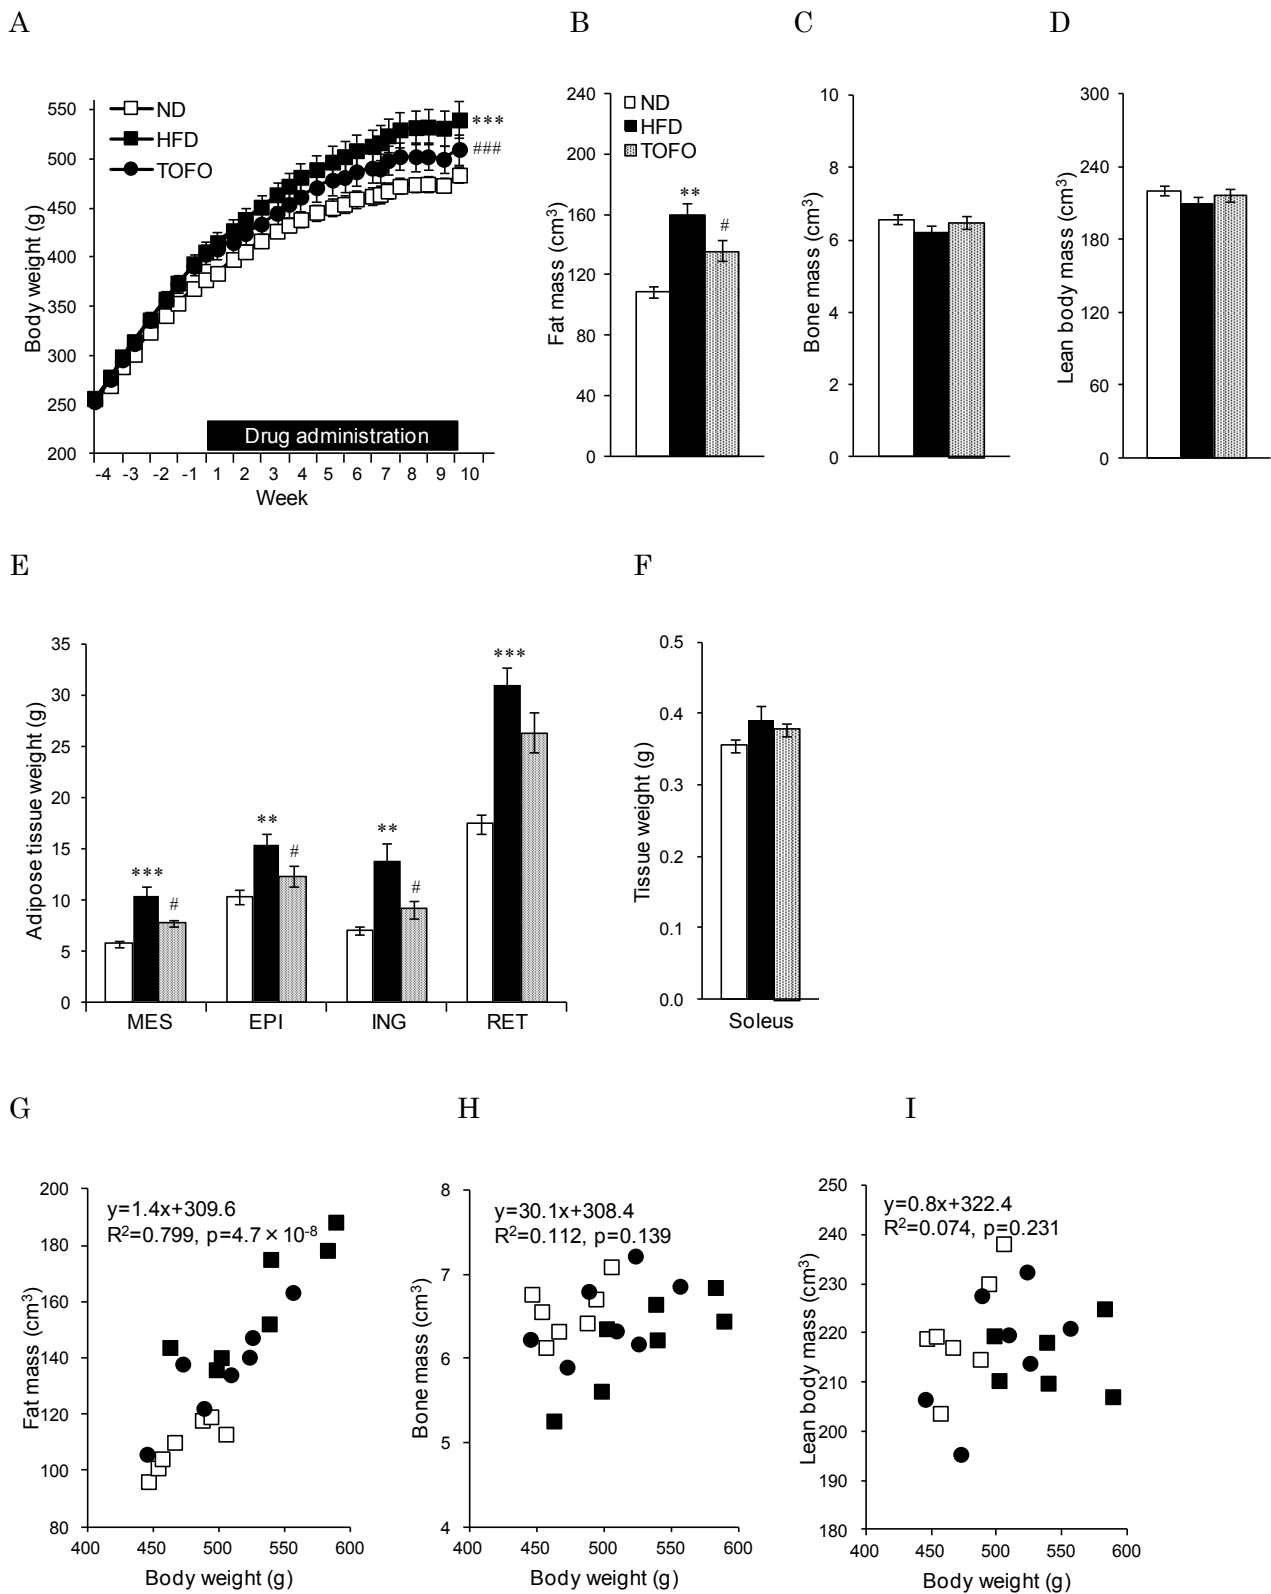 A
B
C
D
ND
HFD
TOFO
***
###
Body weight (g)
550
500
450
400
350
300
250
200
Drug administration
-4 -3 -2 -1 1 2 3 4 5 6 7 8 9 10
Week
ND
HFD
TOFO
**
#
Fat mass (cm³)
240
200
160
120
80
40
0
Bone mass (cm³)
10
8
6
4
2
0
Lean body mass (cm³)
300
240
180
120
60
0
E
F
Adipose tissue weight (g)
35
30
25
20
15
10
5
0
***
#
**
#
**
#
***
MES EPI ING RET
Tissue weight (g)
0.5
0.4
0.3
0.2
0.1
0.0
Soleus
G
H
I
y=1.4x+309.6
R²=0.799, p=4.7×10⁻⁸
Fat mass (cm³)
200
180
160
140
120
100
80
400 450 500 550 600
Body weight (g)
y=30.1x+308.4
R²=0.112, p=0.139
Bone mass (cm³)
8
7
6
5
4
400 450 500 550 600
Body weight (g)
y=0.8x+322.4
R²=0.074, p=0.231
Lean body mass (cm³)
250
240
230
220
210
200
190
180
400 450 500 550 600
Body weight (g)